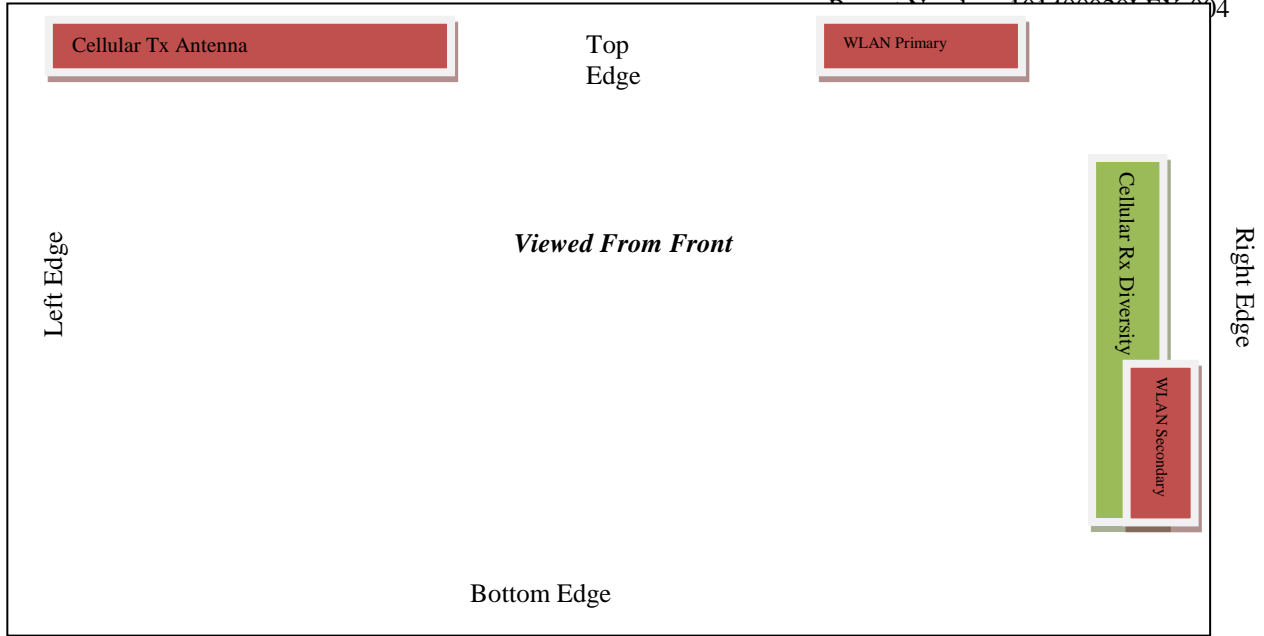 04
Cellular Tx Antenna
Top
Edge
WLAN Primary
Left Edge
Viewed From Front
Cellular Rx Diversity
WLAN Secondary
Right Edge
Bottom Edge